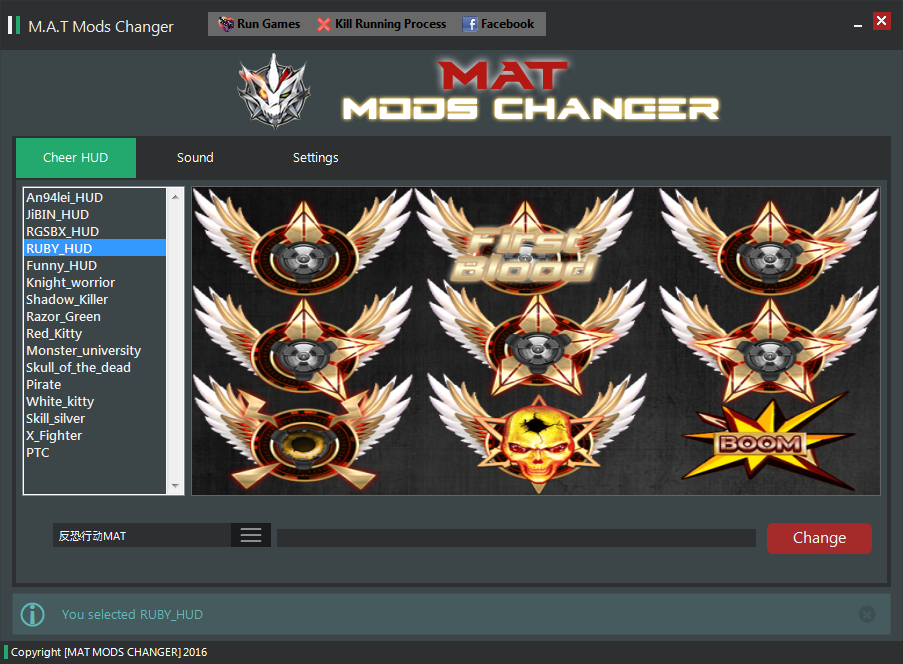 M.A.T Mods Changer
Run Games
Kill Running Process
Facebook
MAT
MODS CHANGER
Cheer HUD
Sound
Settings
An94lei_HUD
JiBIN_HUD
RGSBX_HUD
RUBY_HUD
Funny_HUD
Knight_worrior
Shadow_Killer
Razor_Green
Red_Kitty
Monster_university
Skull_of_the_dead
Pirate
White_kitty
Skill_silver
X_Fighter
PTC
First
Blood
BOOM
反恐行动MAT
Change
You selected RUBY_HUD
Copyright [MAT MODS CHANGER] 2016